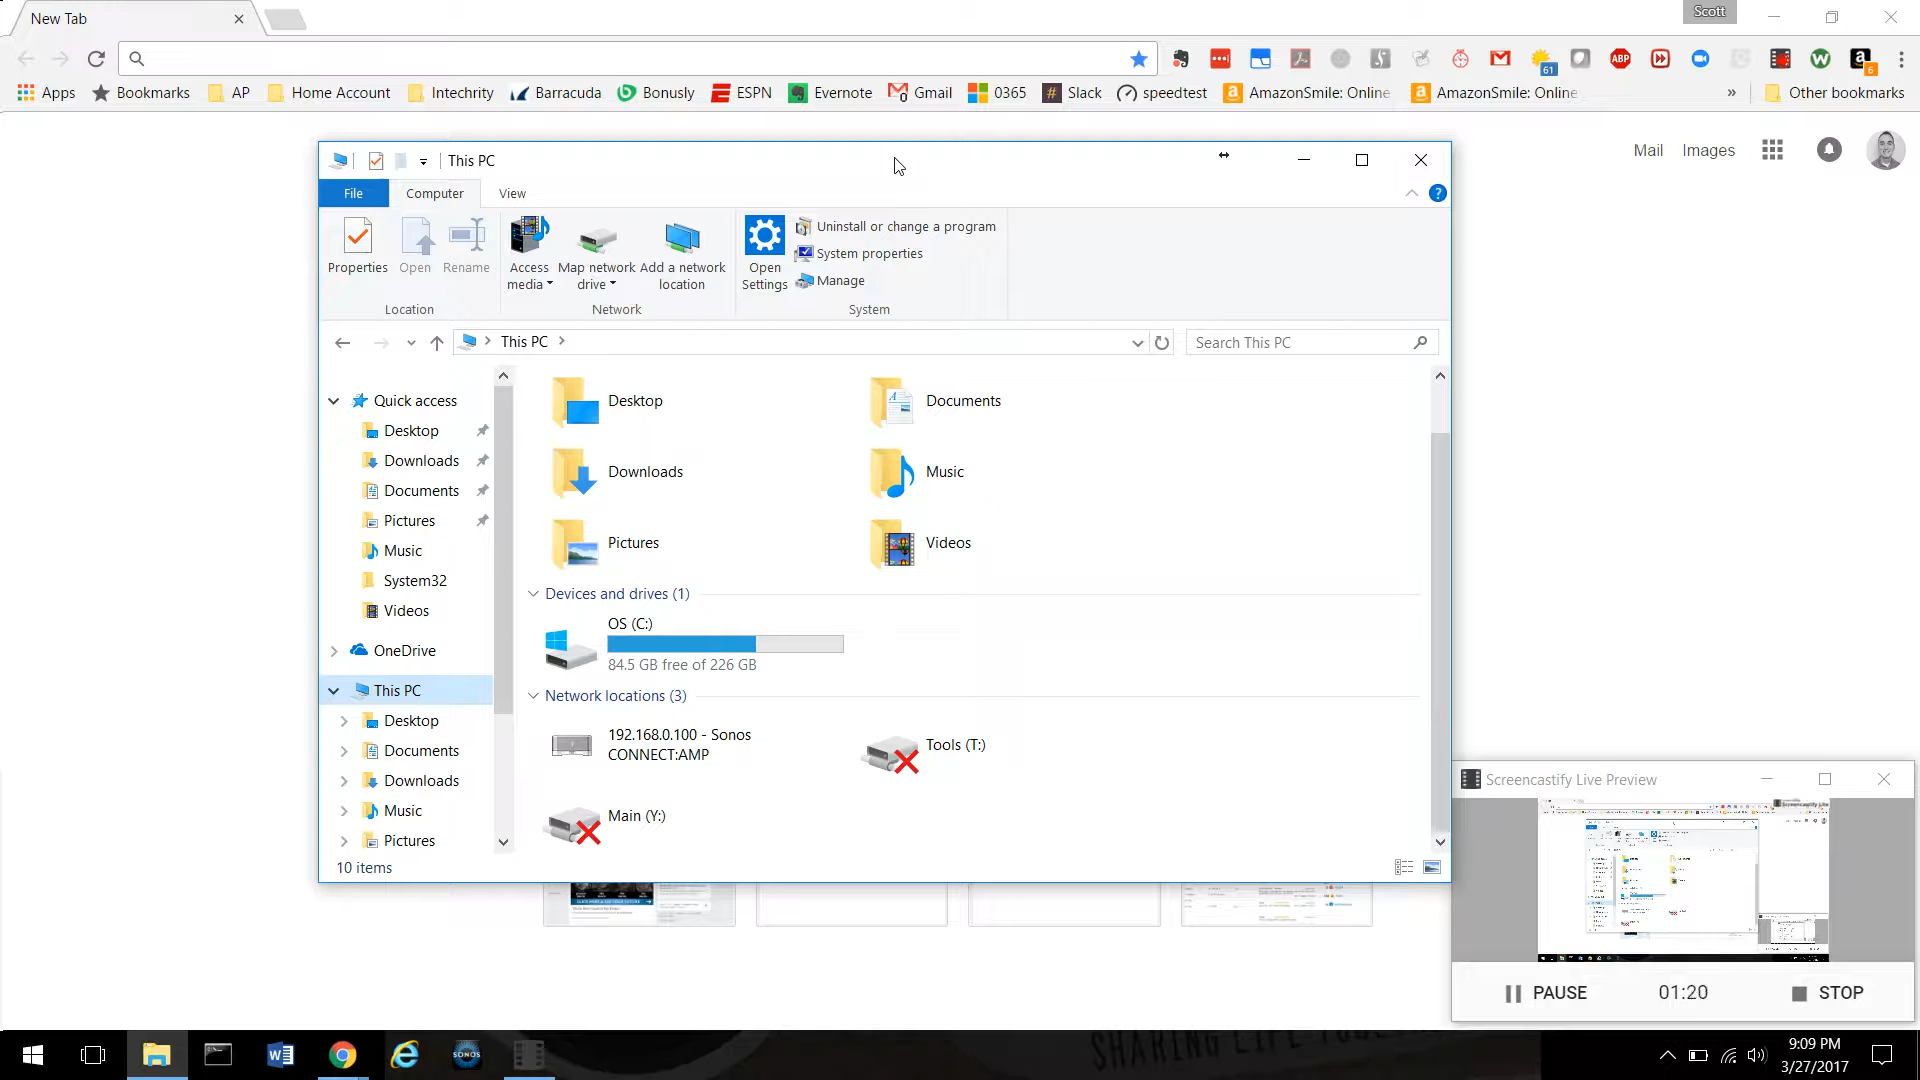 New Tab
Scott
61
ABP
W
a
6
Apps
Bookmarks
AP
Home Account
Intechrity
Barracuda
Bonusly
ESPN
Evernote
Gmail
0365
Slack
speedtest
AmazonSmile: Online
AmazonSmile: Online
»
Other bookmarks
Mail
Images
This PC
File
Computer
View
?
Properties
Open
Rename
Access
media
Map network
drive
Add a network
location
Open
Settings
Uninstall or change a program
System properties
Manage
Location
Network
System
This PC
Search This PC
Quick access
Desktop
Downloads
Documents
Pictures
Music
System32
Videos
OneDrive
This PC
Desktop
Documents
Downloads
Music
Pictures
Desktop
Documents
Downloads
Music
Pictures
Videos
Devices and drives (1)
OS (C:)
84.5 GB free of 226 GB
Network locations (3)
192.168.0.100 - Sonos
CONNECT:AMP
Tools (T:)
Main (Y:)
10 items
Screencastify Live Preview
PAUSE
01:20
STOP
SONOS
SHARING LIFE
9:09 PM
3/27/2017